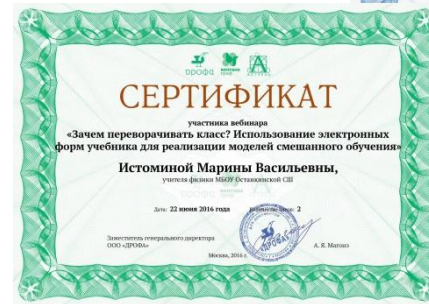 дрофа
СЕРТИФИКАТ
участника вебинара
«Зачем переворачивать класс? Использование электронных
форм учебника для реализации моделей смешанного обучения»
Истоминой Марины Васильевны,
учителя физики МБОУ Останкинской СШ
Дата: 22 июня 2016 года 2
Заместитель генерального директора
ООО «ДРОФА»
А. Я.
Москва, 2016 г.